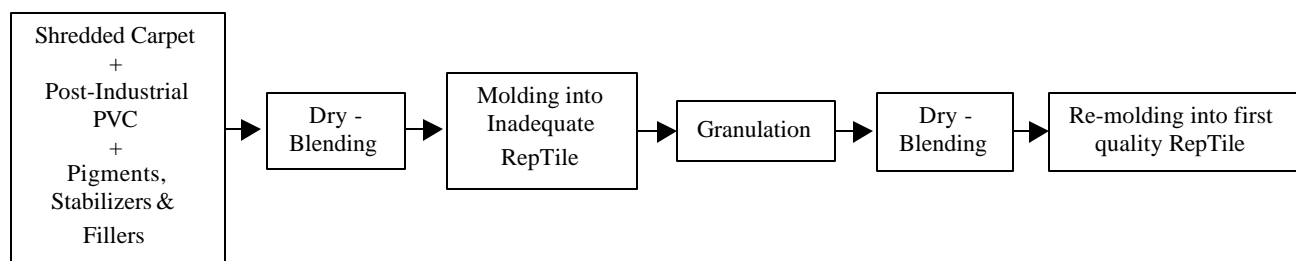 Shredded Carpet
+
Post-Industrial
PVC
+
Pigments,
Stabilizers &
Fillers
Dry -
Blending
Molding into
Inadequate
RepTile
Granulation
Dry -
Blending
Re-molding into first
quality RepTile